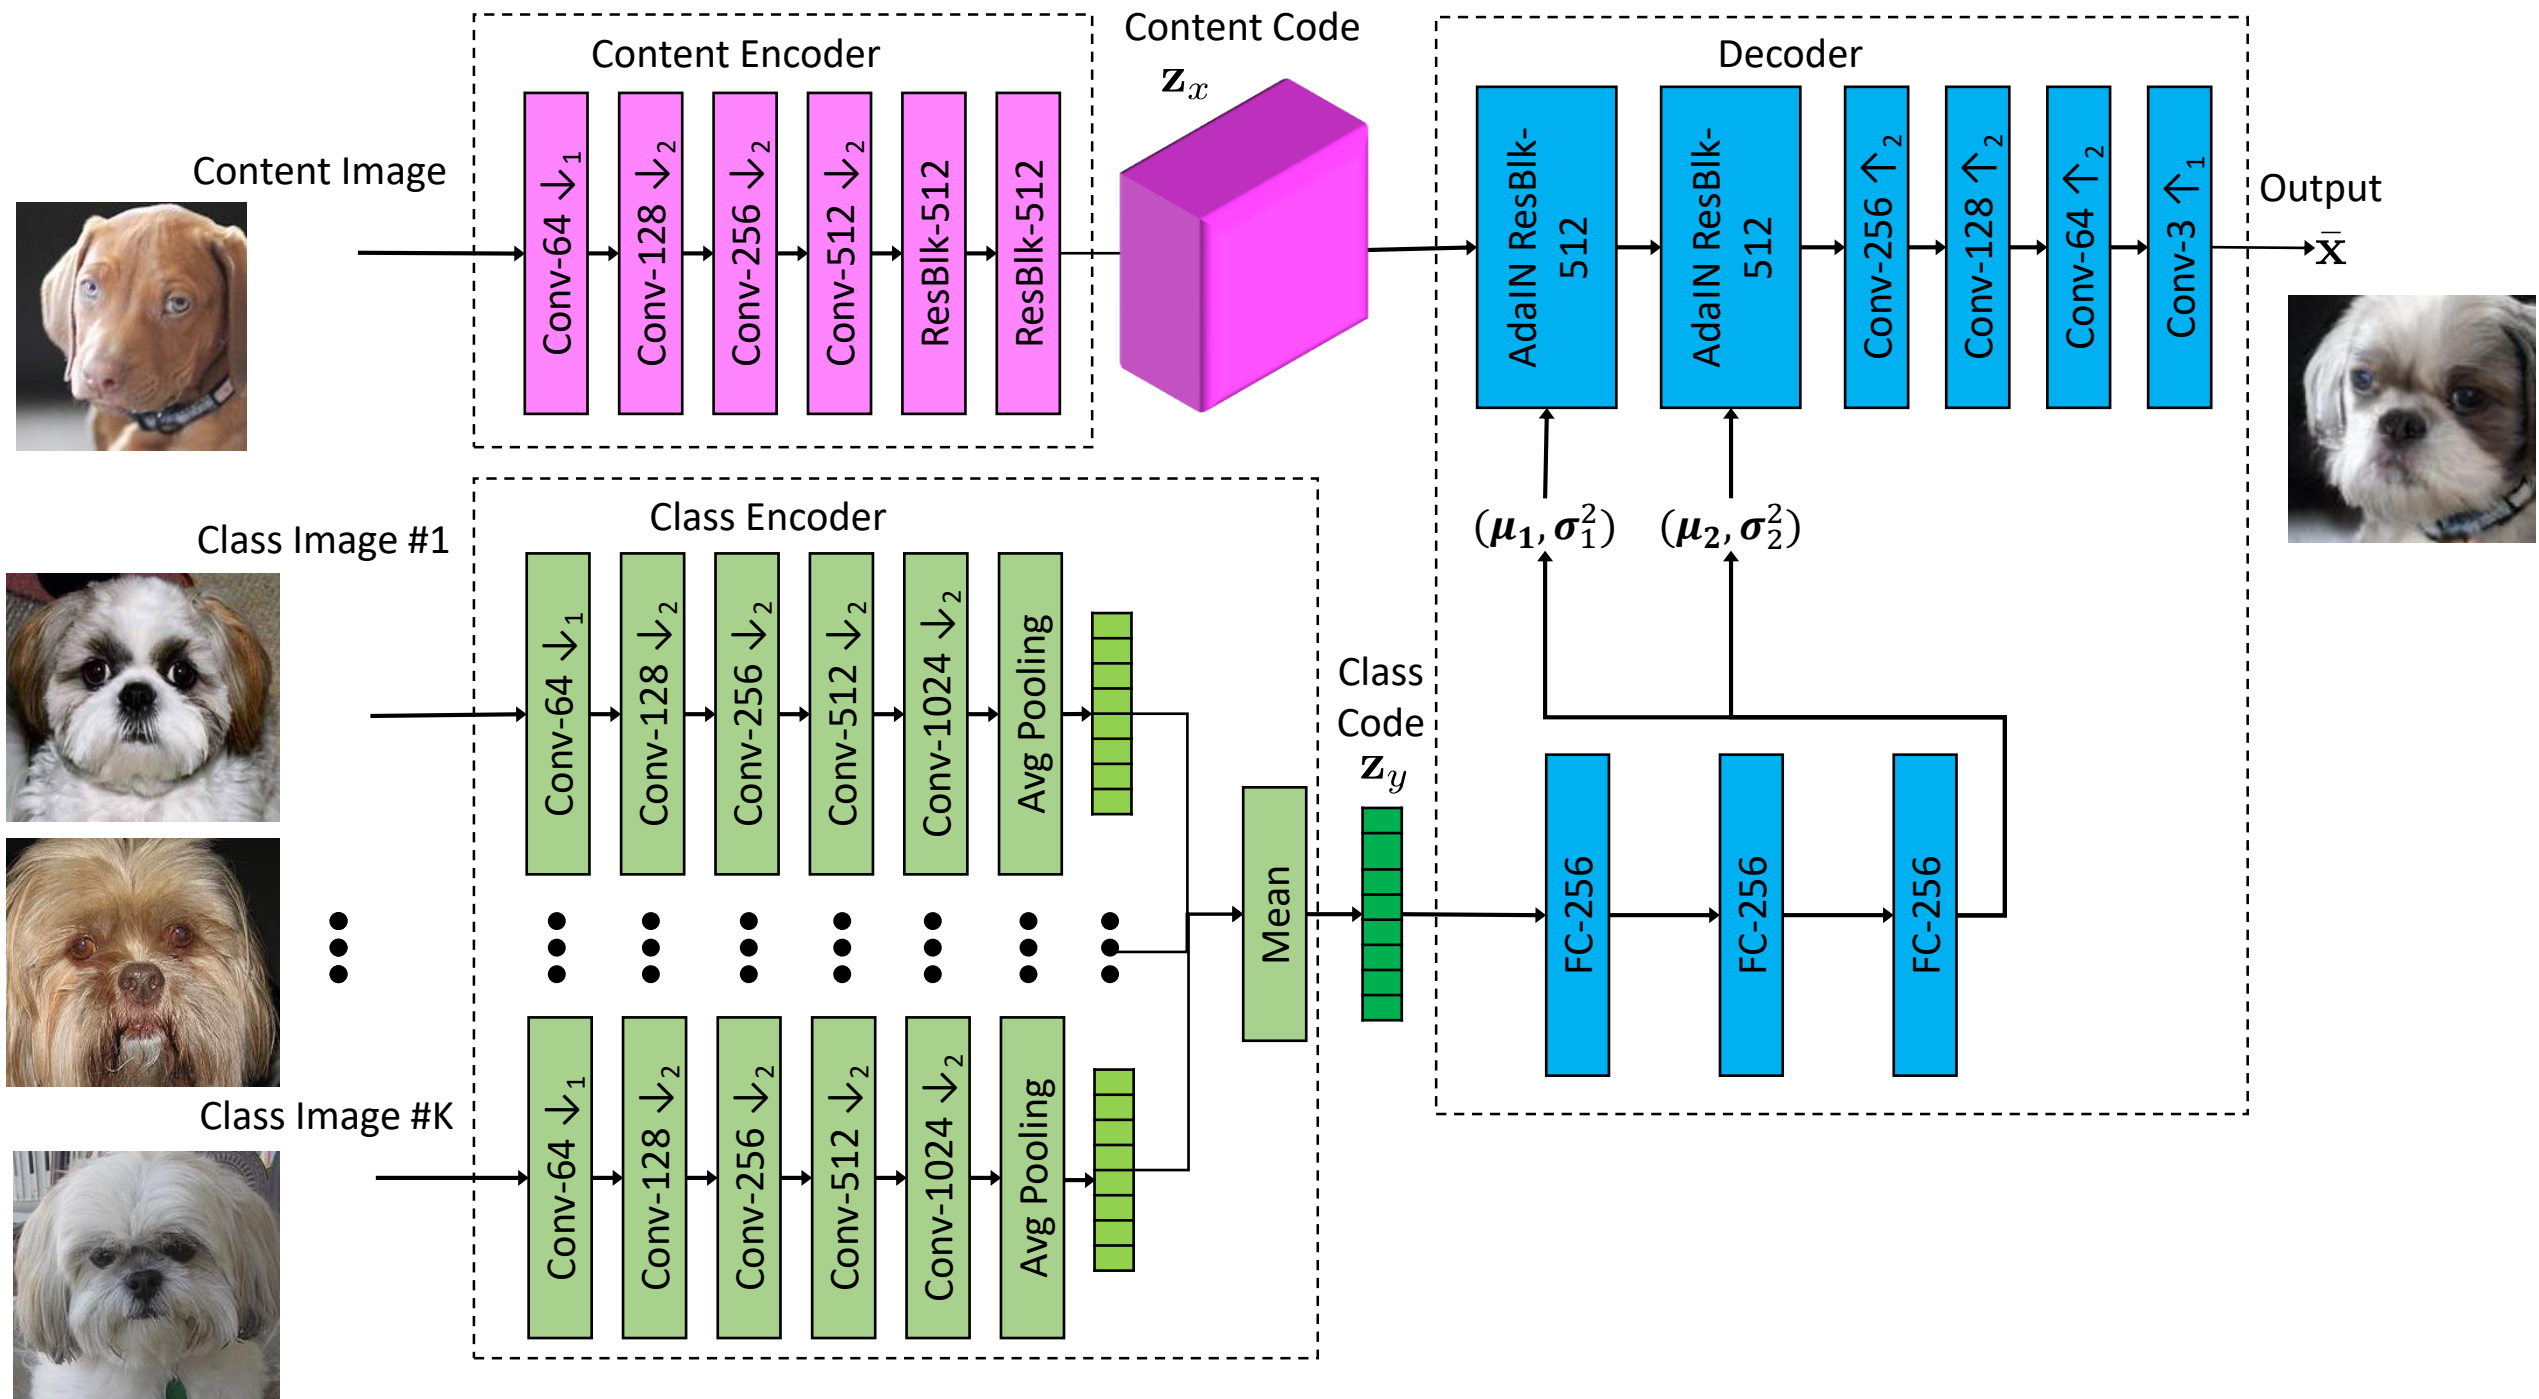 Content Encoder
Content Code
𝐳ₓ
Decoder
Content Image
Conv-64 ↓₁
Conv-128 ↓₂
Conv-256 ↓₂
Conv-512 ↓₂
ResBlk-512
ResBlk-512
AdaIN ResBlk-
512
AdaIN ResBlk-
512
Conv-256 ↑₂
Conv-128 ↑₂
Conv-64 ↑₂
Conv-3 ↑₁
Output
x̄
Class Encoder
Class Image #1
Conv-64 ↓₁
Conv-128 ↓₂
Conv-256 ↓₂
Conv-512 ↓₂
Conv-1024 ↓₂
Avg Pooling
(μ₁, σ₁²)
(μ₂, σ₂²)
Class
Code
z_y
Mean
FC-256
FC-256
FC-256
Class Image #K
Conv-64 ↓₁
Conv-128 ↓₂
Conv-256 ↓₂
Conv-512 ↓₂
Conv-1024 ↓₂
Avg Pooling